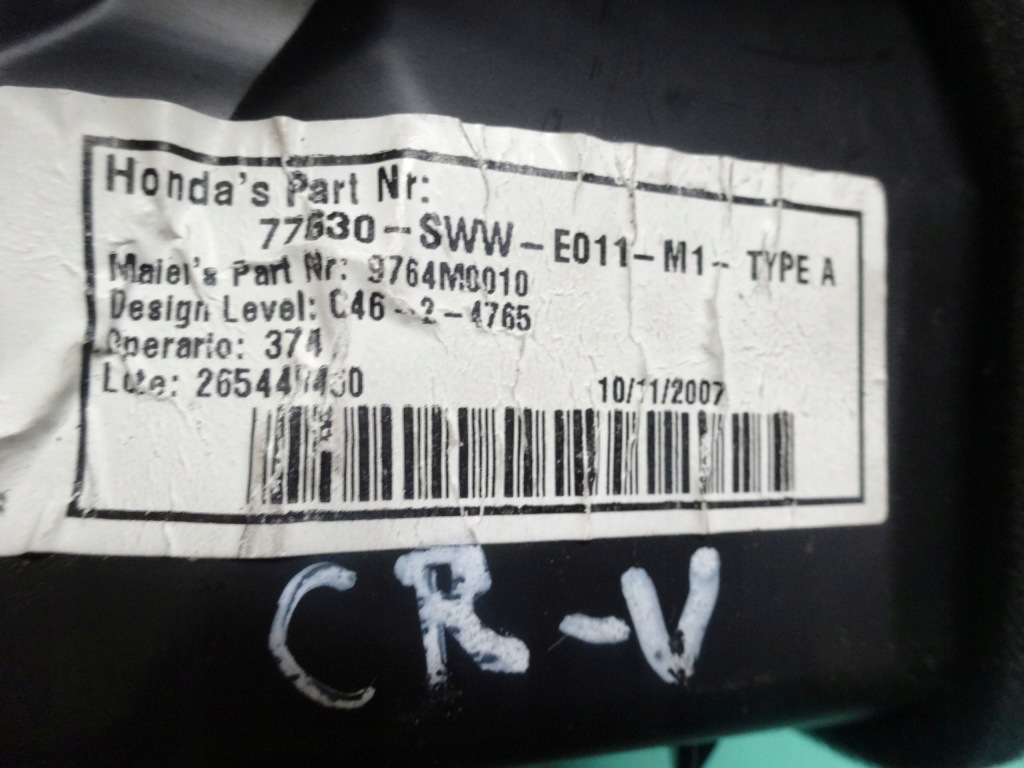 Honda's Part Nr:
77630-SWW-E011-M1- TYPE A
Maier's Part Nr: 9764M0010
Design Level: C46-2-4765
Operario: 374
Lote:
10/11/2007
CR-V